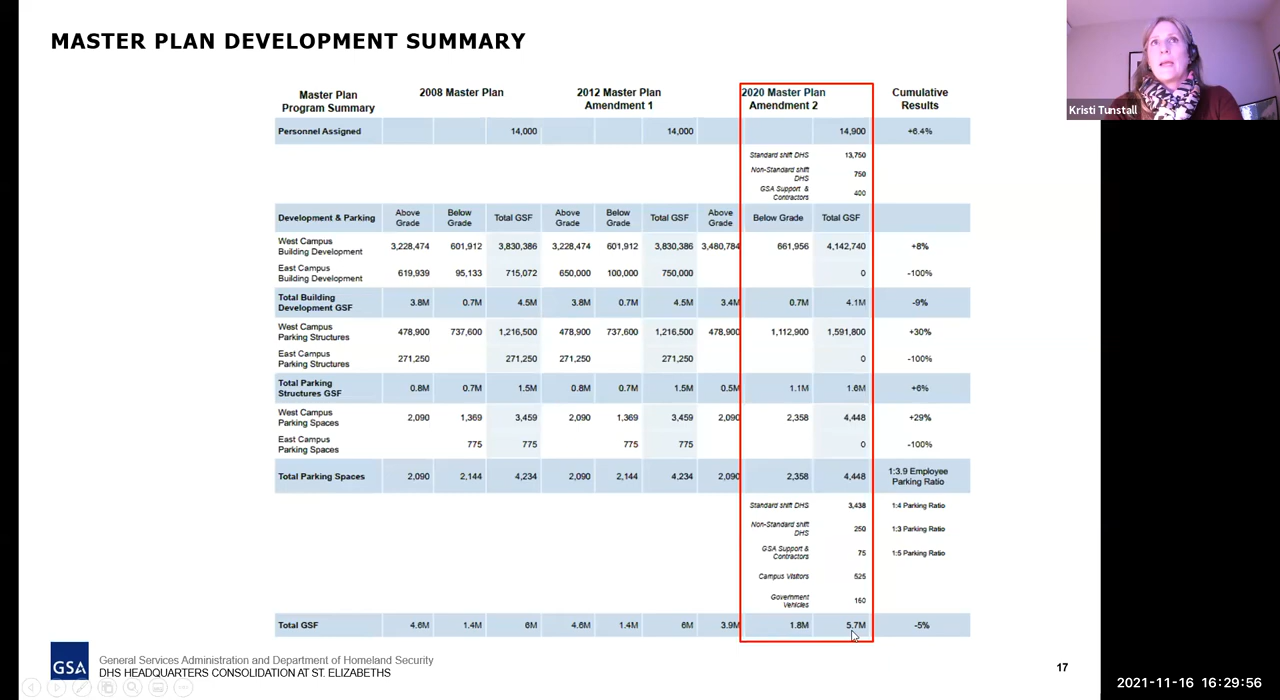 MASTER PLAN DEVELOPMENT SUMMARY
Kristi Tunstall
Master Plan Program Summary 2008 Master Plan 2012 Master Plan Amendment 1 2020 Master Plan Amendment 2 Cumulative Results
Personnel Assigned 14,000 14,000 14,900 +6.4%
Standard shift DHS 13,750
Non-Standard shift DHS 750
GSA Support & Contractors 400
Development & Parking Above Grade Below Grade Total GSF Above Grade Below Grade Total GSF Above Grade Below Grade Total GSF
West Campus Building Development 3,228,474 601,912 3,830,386 3,228,474 601,912 3,830,386 3,480,784 661,956 4,142,740 +8%
East Campus Building Development 619,939 95,133 715,072 650,000 100,000 750,000 0 -100%
Total Building Development GSF 3.8M 0.7M 4.5M 3.8M 0.7M 4.5M 3.4M 0.7M 4.1M -9%
West Campus Parking Structures 478,900 737,600 1,216,500 478,900 737,600 1,216,500 478,900 1,112,900 1,591,800 +30%
East Campus Parking Structures 271,250 271,250 271,250 271,250 0 -100%
Total Parking Structures GSF 0.8M 0.7M 1.5M 0.8M 0.7M 1.5M 0.5M 1.1M 1.6M +6%
West Campus Parking Spaces 2,090 1,369 3,459 2,090 1,369 3,459 2,090 2,358 4,448 +29%
East Campus Parking Spaces 775 775 775 775 0 -100%
Total Parking Spaces 2,090 2,144 4,234 2,090 2,144 4,234 2,090 2,358 4,448 1:3.9 Employee Parking Ratio
Standard shift DHS 3,438 1:4 Parking Ratio
Non-Standard shift DHS 250 1:3 Parking Ratio
GSA Support & Contractors 75 1:5 Parking Ratio
Campus Visitors 525
Government Vehicles 160
Total GSF 4.6M 1.4M 6M 4.6M 1.4M 6M 3.9M 1.8M 5.7M -5%
GSA
General Services Administration and Department of Homeland Security
DHS HEADQUARTERS CONSOLIDATION AT ST. ELIZABETHS
17
2021-11-16 16:29:56